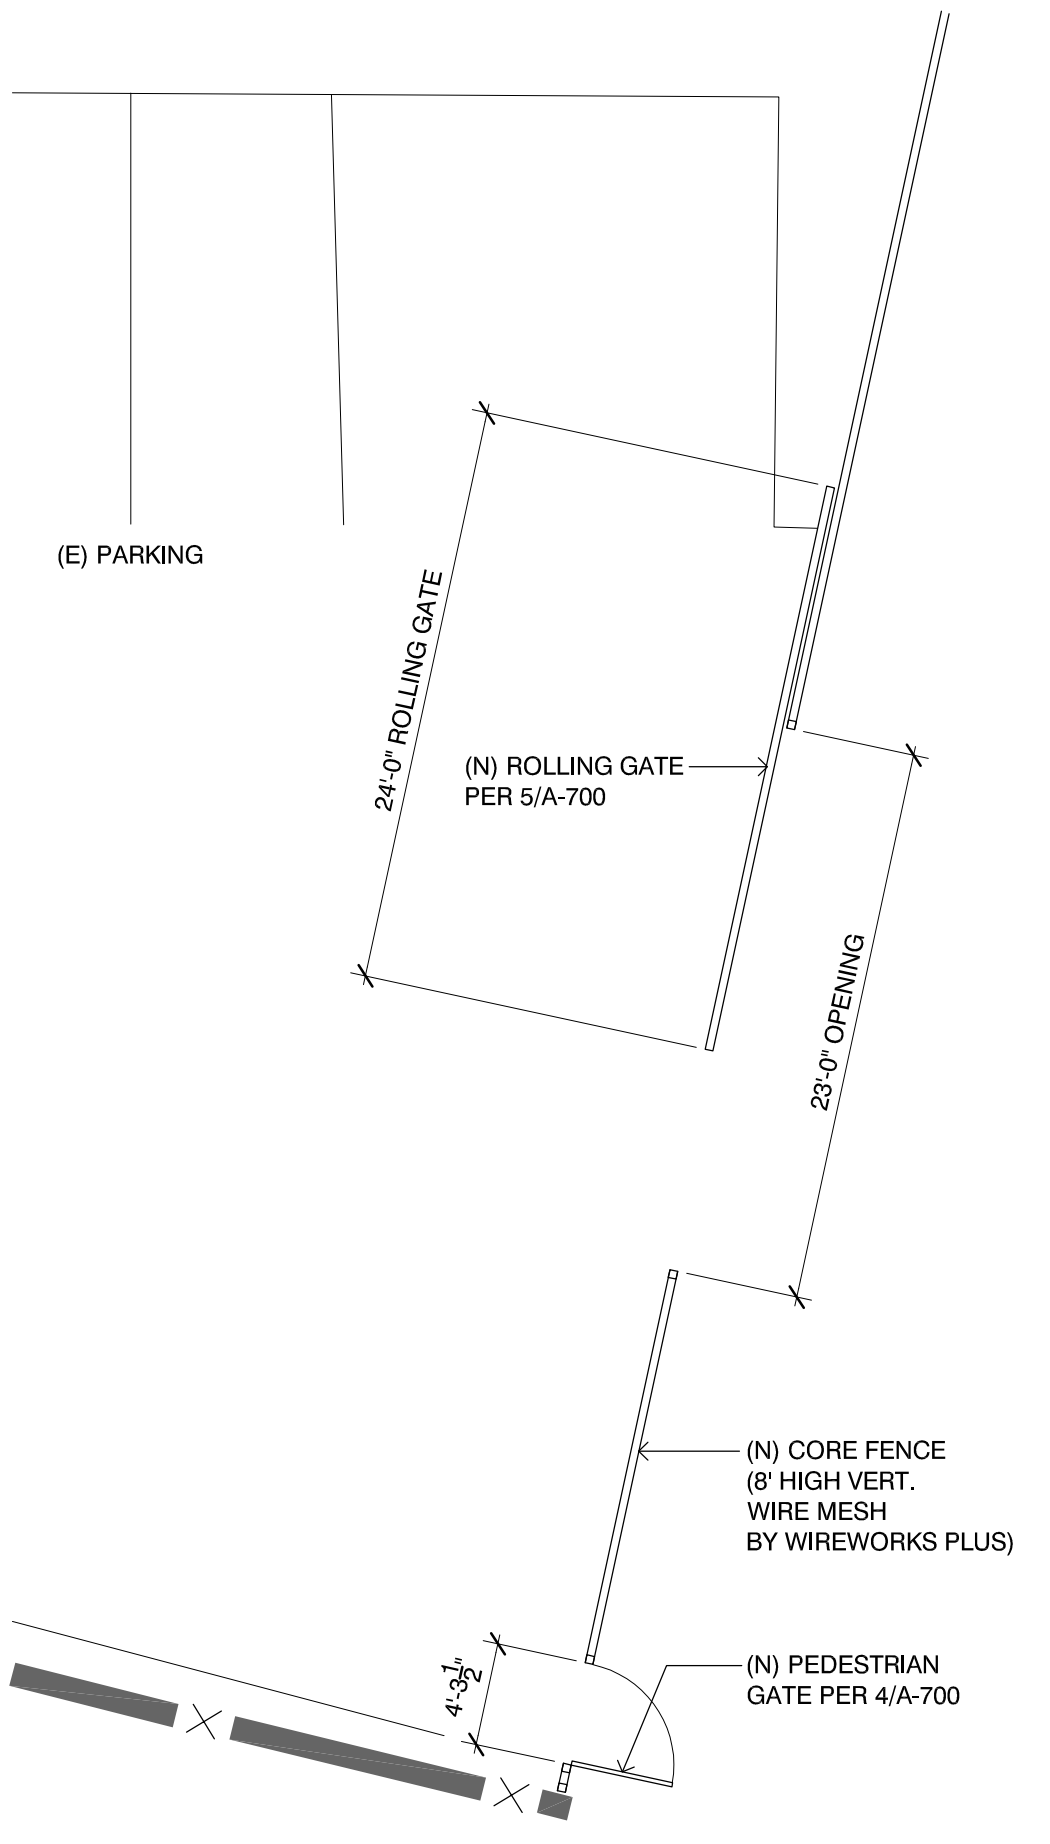 (E) PARKING
24'-0" ROLLING GATE
(N) ROLLING GATE
PER 5/A-700
23'-0" OPENING
(N) CORE FENCE
(8' HIGH VERT.
WIRE MESH
BY WIREWORKS PLUS)
4'-3 1/2"
(N) PEDESTRIAN
GATE PER 4/A-700